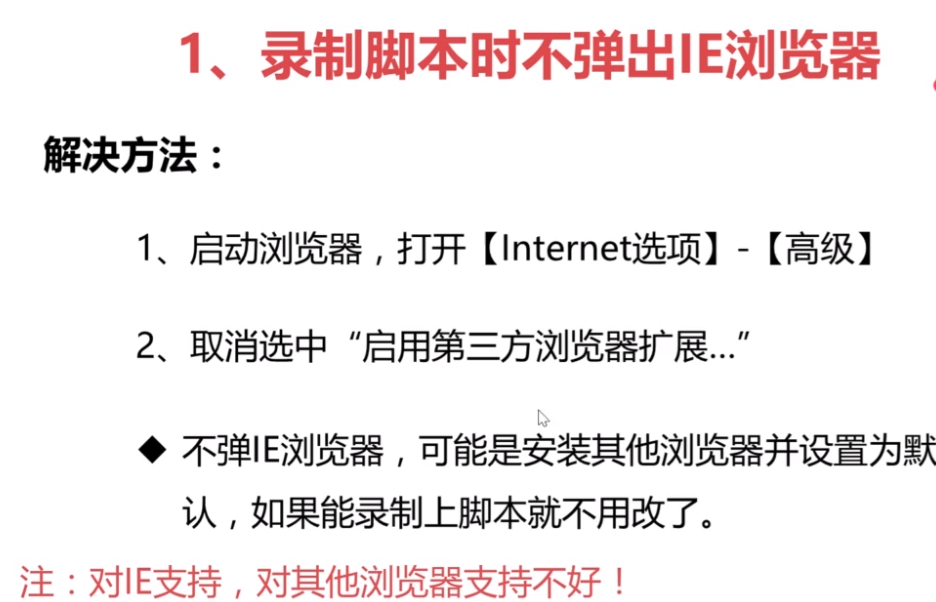 1、录制脚本时不弹出IE浏览器
解决方法：
1、启动浏览器，打开【Internet选项】-【高级】
2、取消选中“启用第三方浏览器扩展...”
◆ 不弹IE浏览器，可能是安装其他浏览器并设置为默
认，如果能录制上脚本就不用改了。
注：对IE支持，对其他浏览器支持不好！